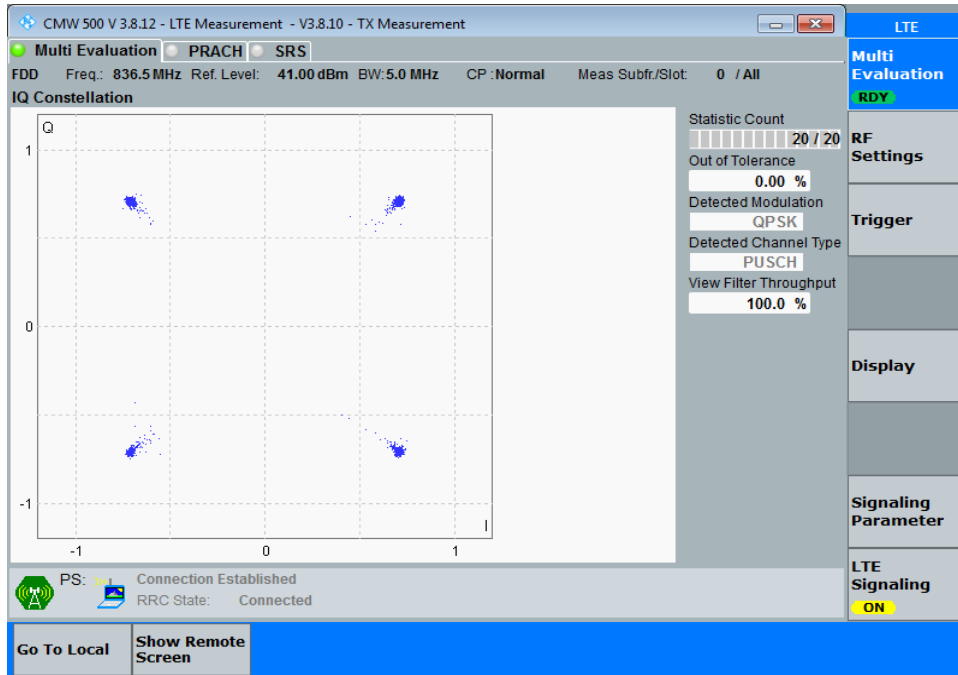 CMW 500 V 3.8.12 - LTE Measurement - V3.8.10 - TX Measurement
LTE
Multi Evaluation PRACH SRS
FDD Freq.: 836.5 MHz Ref. Level: 41.00 dBm BW: 5.0 MHz CP : Normal Meas Subfr./Slot: 0 / All
IQ Constellation
Q
1
0
-1
-1 0 1
I
Statistic Count
20 / 20
Out of Tolerance
0.00 %
Detected Modulation
QPSK
Detected Channel Type
PUSCH
View Filter Throughput
100.0 %
Multi
Evaluation
RDY
RF
Settings
Trigger
Display
Signaling
Parameter
LTE
Signaling
ON
PS: Connection Established
RRC State: Connected
Go To Local
Show Remote
Screen